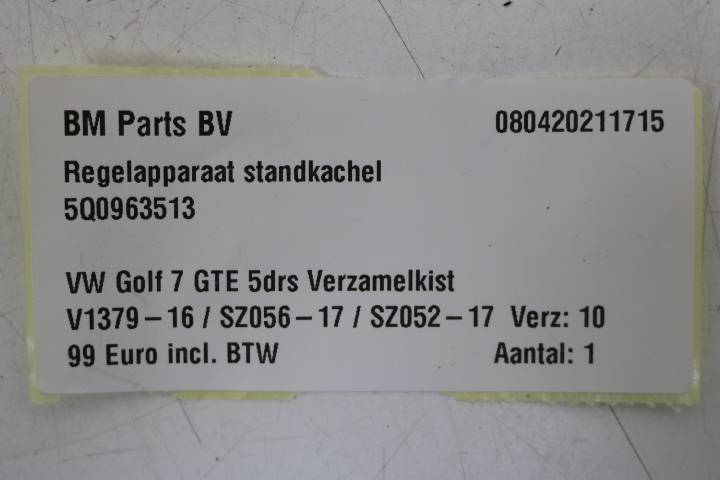 BM Parts BV 080420211715
Regelapparaat standkachel
5Q0963513
VW Golf 7 GTE 5drs Verzamelkist
V1379-16 / SZ056-17 / SZ052-17 Verz: 10
99 Euro incl. BTW Aantal: 1